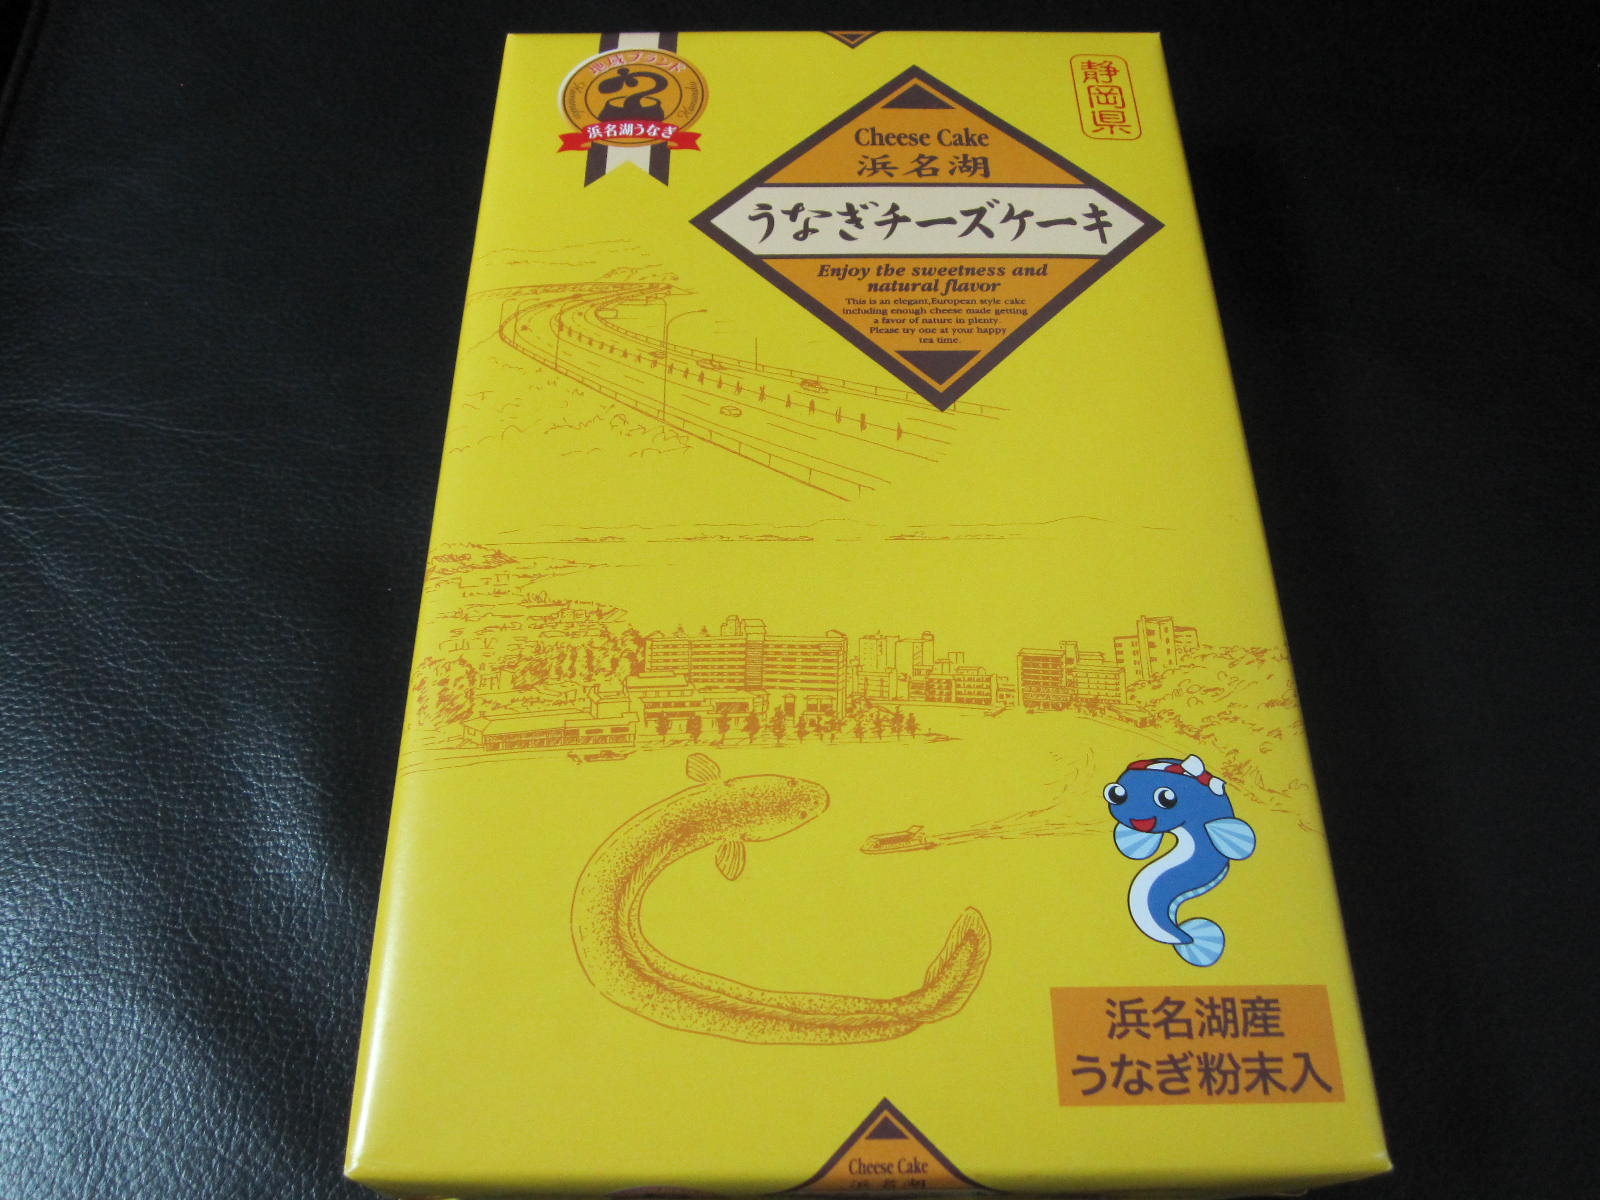 地域ブランド
浜名湖うなぎ
静岡県
Cheese Cake
浜名湖
うなぎチーズケーキ
Enjoy the sweetness and
natural flavor
This is an elegant,European style cake
including enough cheese made getting
a favor of nature in plenty.
Please try one at your happy
tea time.
浜名湖産
うなぎ粉末入
Cheese Cake
浜名湖